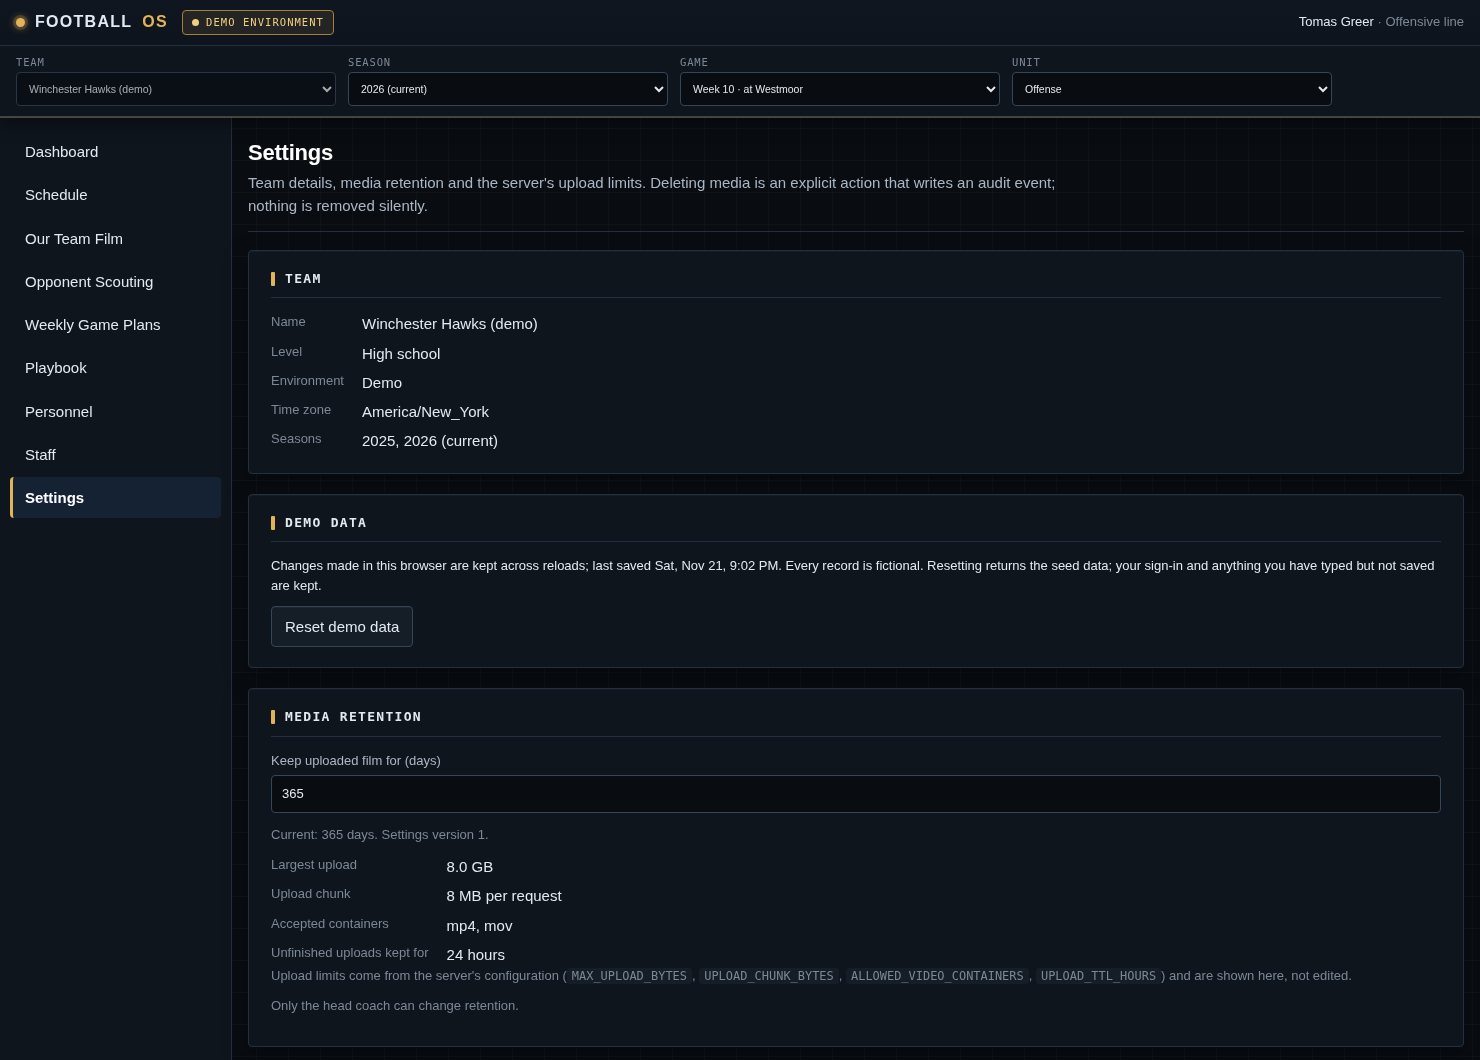 FOOTBALL OS
DEMO ENVIRONMENT
Tomas Greer · Offensive line
TEAM
SEASON
GAME
UNIT
Winchester Hawks (demo)
2026 (current)
Week 10 · at Westmoor
Offense
Dashboard
Schedule
Our Team Film
Opponent Scouting
Weekly Game Plans
Playbook
Personnel
Staff
Settings
Settings
Team details, media retention and the server's upload limits. Deleting media is an explicit action that writes an audit event;
nothing is removed silently.
TEAM
Name Winchester Hawks (demo)
Level High school
Environment Demo
Time zone America/New_York
Seasons 2025, 2026 (current)
DEMO DATA
Changes made in this browser are kept across reloads; last saved Sat, Nov 21, 9:02 PM. Every record is fictional. Resetting returns the seed data; your sign-in and anything you have typed but not saved
are kept.
Reset demo data
MEDIA RETENTION
Keep uploaded film for (days)
365
Current: 365 days. Settings version 1.
Largest upload 8.0 GB
Upload chunk 8 MB per request
Accepted containers mp4, mov
Unfinished uploads kept for 24 hours
Upload limits come from the server's configuration ( MAX_UPLOAD_BYTES , UPLOAD_CHUNK_BYTES , ALLOWED_VIDEO_CONTAINERS , UPLOAD_TTL_HOURS ) and are shown here, not edited.
Only the head coach can change retention.